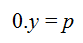 0.y = p